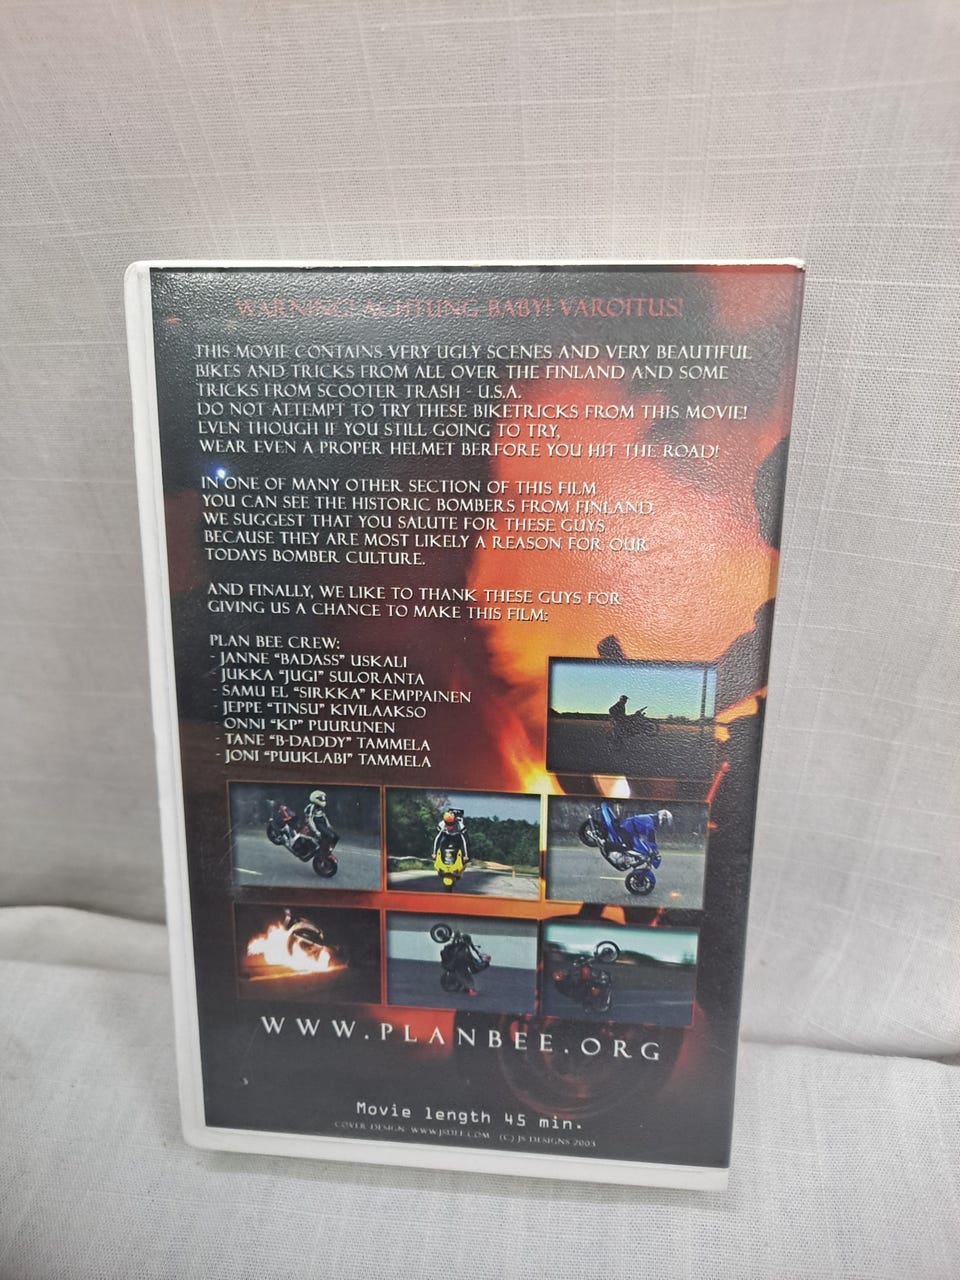 WARNING! ACHTUNG BABY! VAROITUS!
THIS MOVIE CONTAINS VERY UGLY SCENES AND VERY BEAUTIFUL
BIKES AND TRICKS FROM ALL OVER THE FINLAND AND SOME
TRICKS FROM SCOOTER TRASH - U.S.A.
DO NOT ATTEMPT TO TRY THESE BIKETRICKS FROM THIS MOVIE!
EVEN THOUGH IF YOU STILL GOING TO TRY,
WEAR EVEN A PROPER HELMET BERFORE YOU HIT THE ROAD!
IN ONE OF MANY OTHER SECTION OF THIS FILM
YOU CAN SEE THE HISTORIC BOMBERS FROM FINLAND.
WE SUGGEST THAT YOU SALUTE FOR THESE GUYS,
BECAUSE THEY ARE MOST LIKELY A REASON FOR OUR
TODAYS BOMBER CULTURE.
AND FINALLY, WE LIKE TO THANK THESE GUYS FOR
GIVING US A CHANCE TO MAKE THIS FILM:
PLAN BEE CREW:
- JANNE "BADASS" USKALI
- JUKKA "JUGI" SULORANTA
- SAMU EL "SIRKKA" KEMPPAINEN
- JEPPE "TINSU" KIVILAAKSO
- ONNI "KP" PUURUNEN
- TANE "B-DADDY" TAMMELA
- JONI "PUUKLABI" TAMMELA
WWW.PLANBEE.ORG
Movie length 45 min.
COVER DESIGN: WWW.JSDEE.COM (C) JS DESIGNS 2003